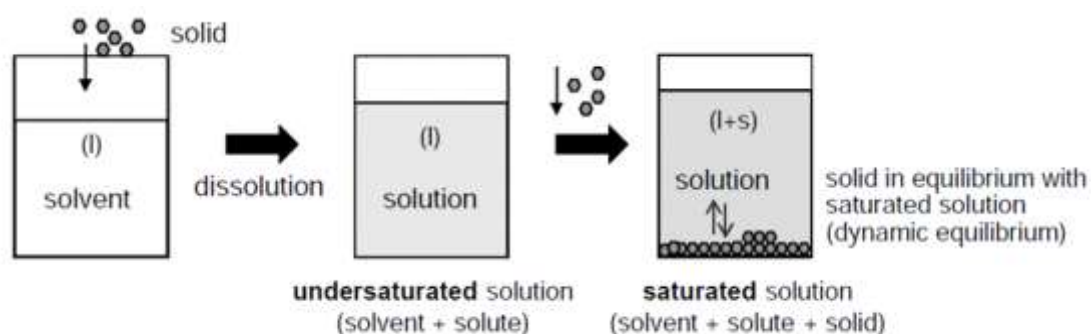 solid
(l)
solvent
dissolution
(l)
solution
undersaturated solution
(solvent + solute)
(l+s)
solution
solid in equilibrium with
saturated solution
(dynamic equilibrium)
saturated solution
(solvent + solute + solid)